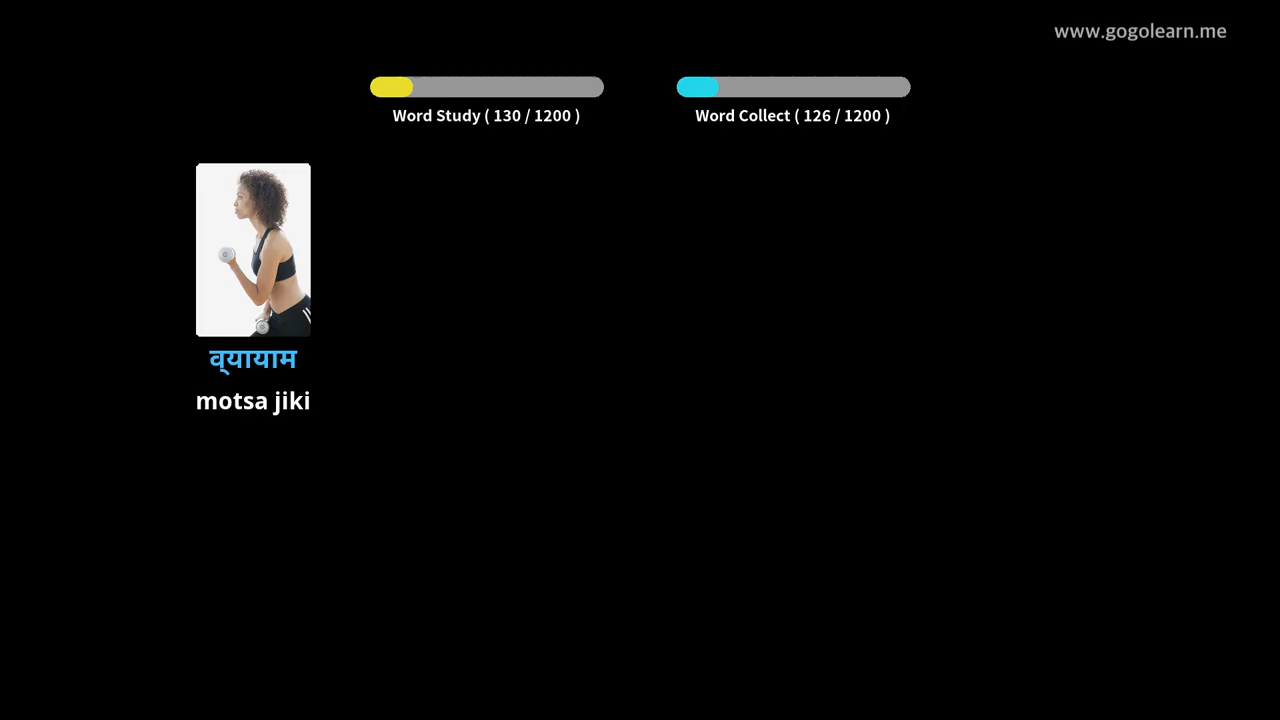 www.gogolearn.me
Word Study ( 130 / 1200 )
Word Collect ( 126 / 1200 )
व्यायाम
motsa jiki